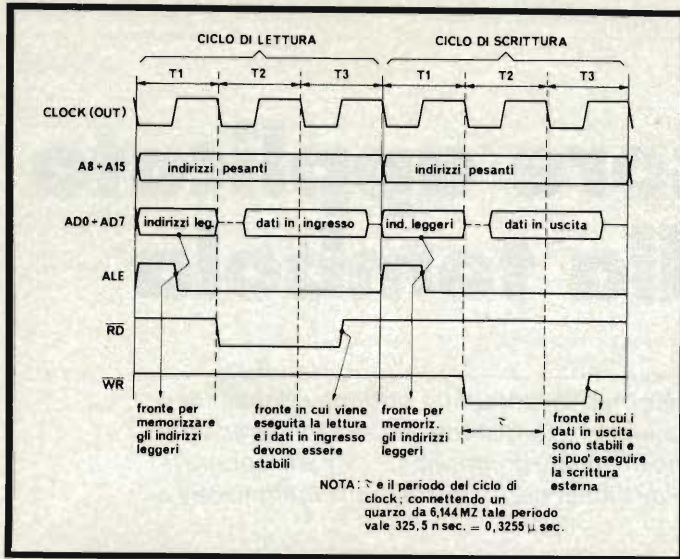 CICLO DI LETTURA
CICLO DI SCRITTURA
T1
T2
T3
T1
T2
T3
CLOCK (OUT)
A8÷A15
indirizzi pesanti
indirizzi pesanti
AD0÷AD7
indirizzi leg.
dati in ingresso
ind. leggeri
dati in uscita
ALE
RD
WR
fronte per
memorizzare
gli indirizzi
leggeri
fronte in cui viene
eseguita la lettura
e i dati in ingresso
devono essere
stabili
fronte per
memoriz.
gli indirizzi
leggeri
τ
fronte in cui i
dati in uscita
sono stabili e
si puo' eseguire
la scrittura
esterna
NOTA: τ e il periodo del ciclo di
clock; connettendo un
quarzo da 6,144 MZ tale periodo
vale 325,5 n sec. = 0,3255 μ sec.